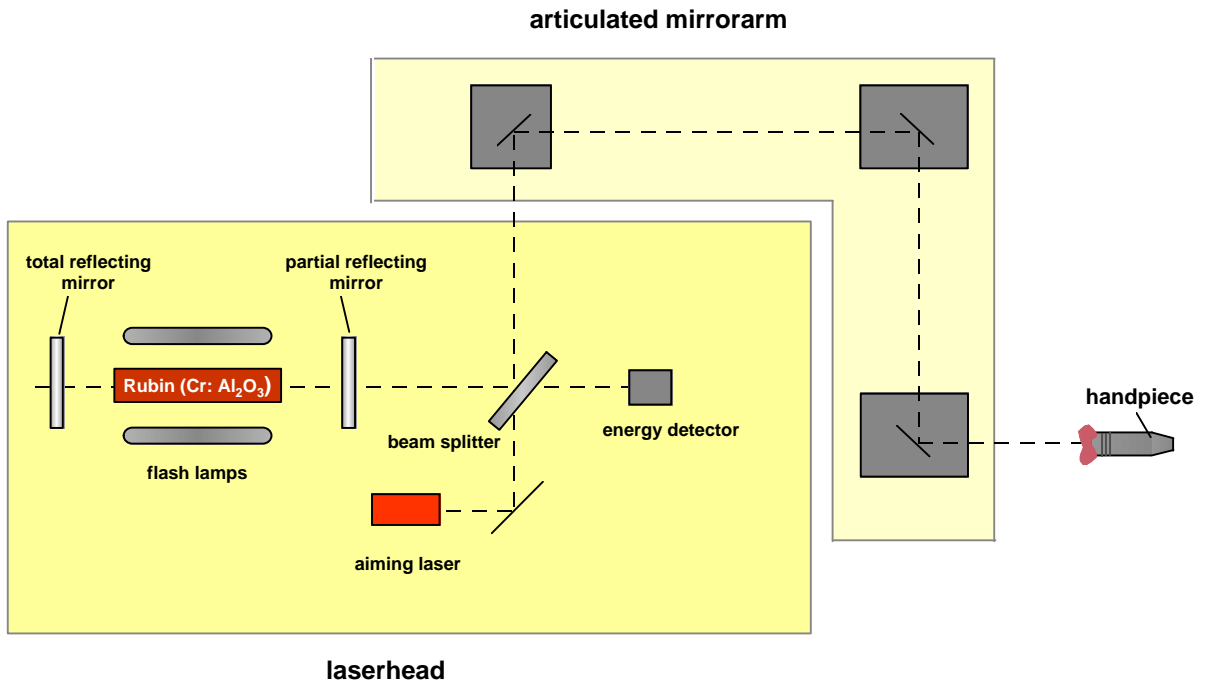 articulated mirrorarm
total reflecting
mirror
partial reflecting
mirror
Rubin (Cr: Al₂O₃)
flash lamps
beam splitter
energy detector
aiming laser
handpiece
laserhead